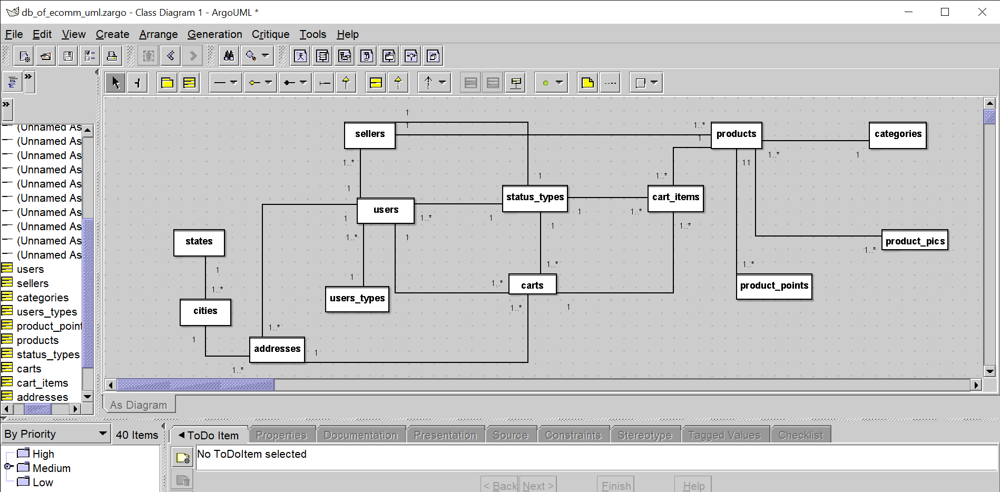 db_of_ecomm_uml.zargo - Class Diagram 1 - ArgoUML *
File Edit View Create Arrange Generation Critique Tools Help
(Unnamed As
(Unnamed As
(Unnamed As
(Unnamed As
(Unnamed As
(Unnamed As
(Unnamed As
(Unnamed As
(Unnamed As
(Unnamed As
users
sellers
categories
users_types
product_point
products
status_types
carts
cart_items
addresses
1
1
sellers
1..*
1
products
categories
1..*
11
1..*
1
1
1
1..*
status_types
cart_items
users
1
1..*
1
1
1..*
1..*
1
1
1..*
states
product_pics
1..*
1
1..*
1..*
1
1..*
1..*
carts
product_points
users_types
cities
1..*
1
1..*
1
addresses
1
1..*
As Diagram
By Priority
40 Items
High
Medium
Low
ToDo Item Properties Documentation Presentation Source Constraints Stereotype Tagged Values Checklist
No ToDoItem selected
< Back Next > Finish Help